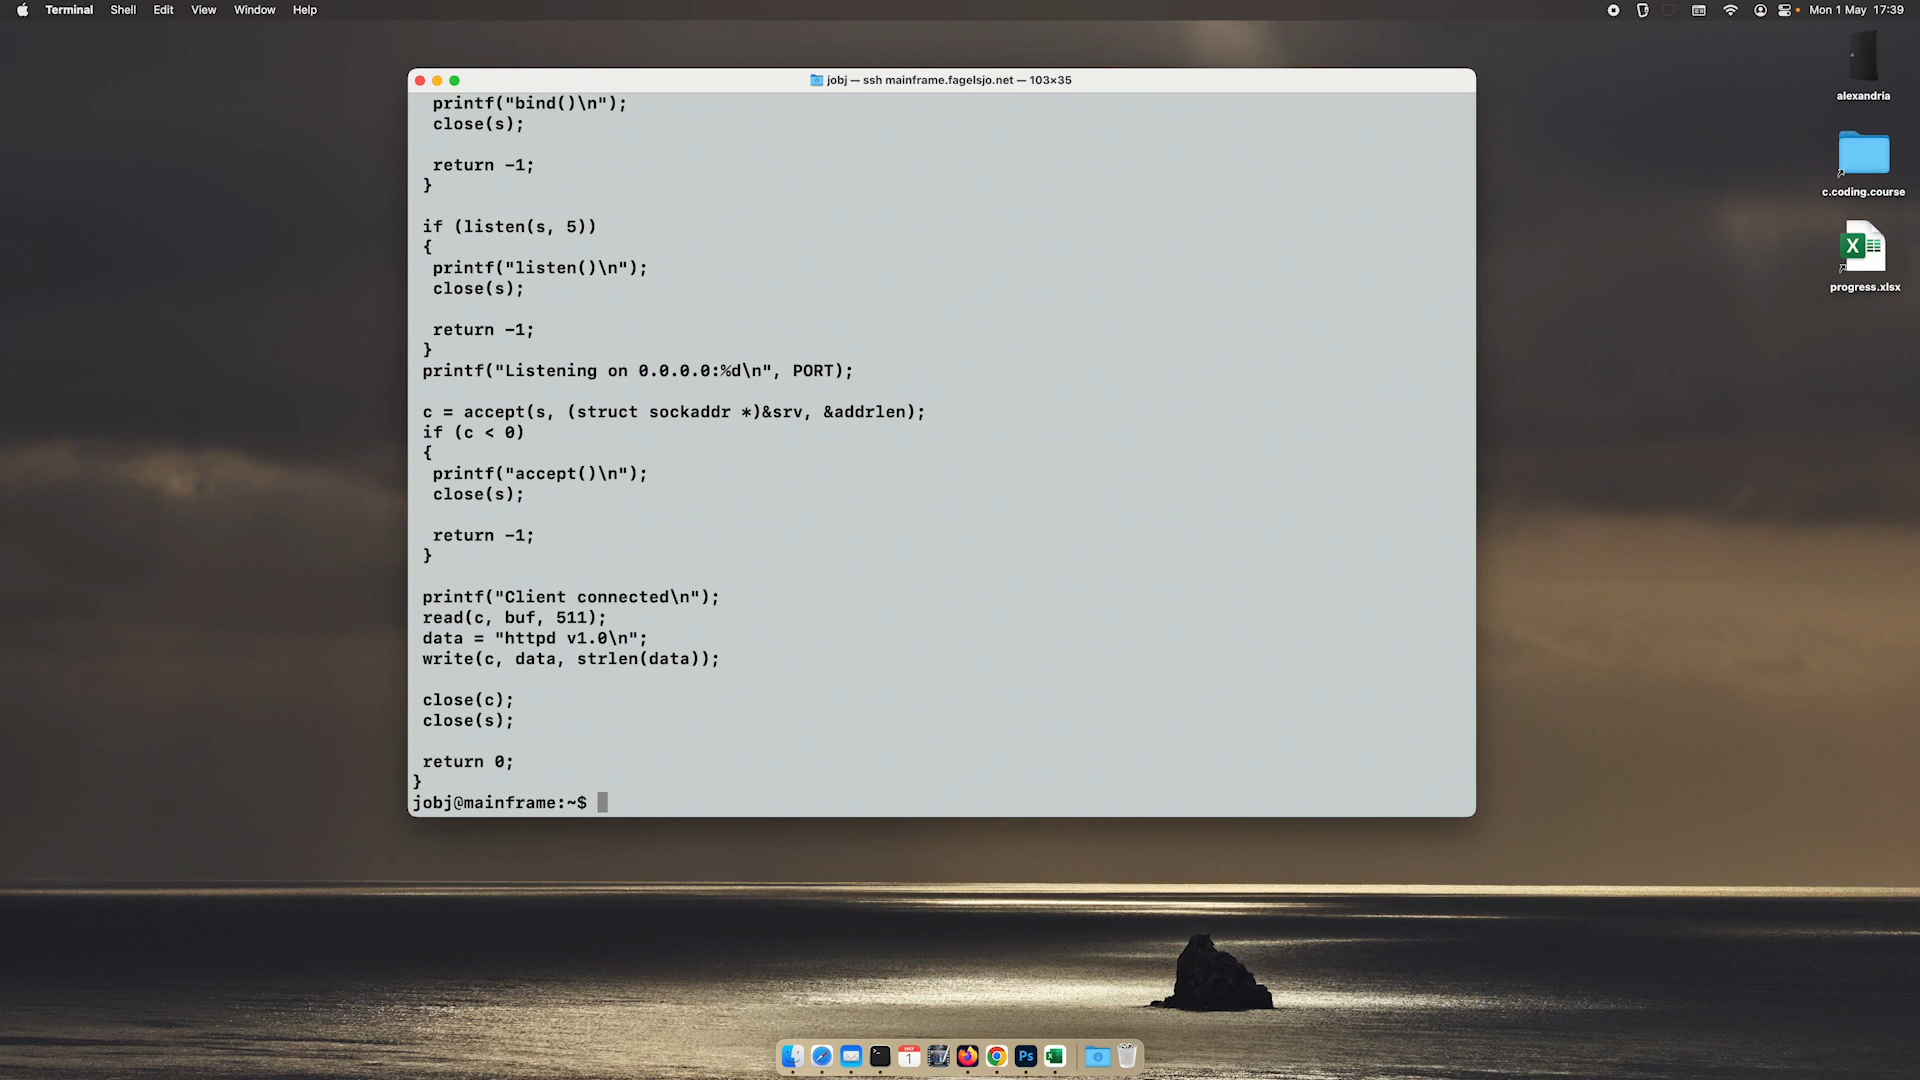 Terminal Shell Edit View Window Help
Mon 1 May 17:39
jobj — ssh mainframe.fagelsjo.net — 103×35
printf("bind()\n");
close(s);
return -1;
}
if (listen(s, 5))
{
printf("listen()\n");
close(s);
return -1;
}
printf("Listening on 0.0.0.0:%d\n", PORT);
c = accept(s, (struct sockaddr *)&srv, &addrlen);
if (c < 0)
{
printf("accept()\n");
close(s);
return -1;
}
printf("Client connected\n");
read(c, buf, 511);
data = "httpd v1.0\n";
write(c, data, strlen(data));
close(c);
close(s);
return 0;
}
jobj@mainframe:~$
alexandria
c.coding.course
X
progress.xlsx
MAY
1
Ps
X